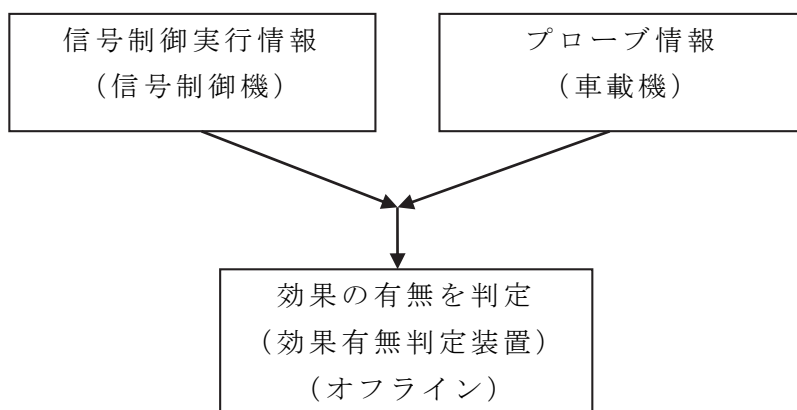 信号制御実行情報
（信号制御機）
プローブ情報
（車載機）
効果の有無を判定
（効果有無判定装置）
（オフライン）